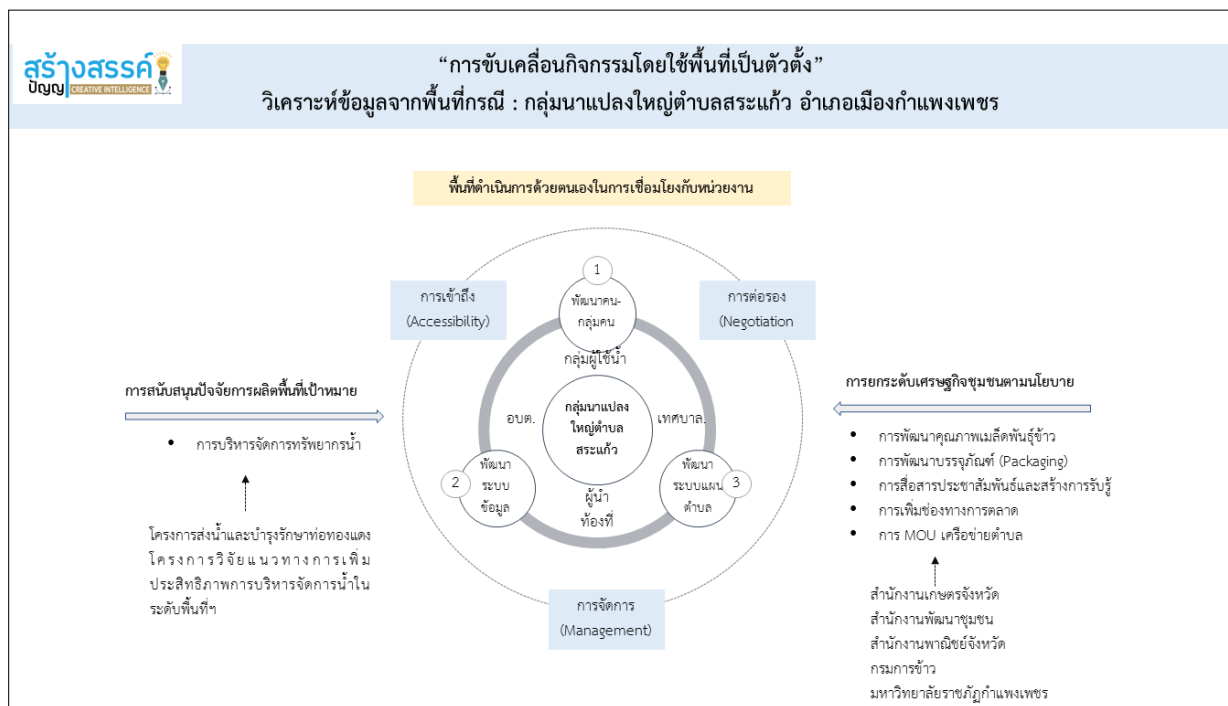 สร้างสรรค์
ปัญญา CREATIVE INTELLIGENCE
“การขับเคลื่อนกิจกรรมโดยใช้พื้นที่เป็นตัวตั้ง”
วิเคราะห์ข้อมูลจากพื้นที่กรณี : กลุ่มนาแปลงใหญ่ตำบลสระแก้ว อำเภอเมืองกำแพงเพชร
พื้นที่ดำเนินการด้วยตนเองในการเชื่อมโยงกับหน่วยงาน
การเข้าถึง
(Accessibility)
1
พัฒนาคน-
กลุ่มคน
การต่อรอง
(Negotiation
กลุ่มผู้ใช้น้ำ
อบต.
กลุ่มนาแปลง
ใหญ่ตำบล
สระแก้ว
เทศบาล.
2
พัฒนา
ระบบ
ข้อมูล
ผู้นำ
ท้องที่
พัฒนา
ระบบแผน
ตำบล
3
การจัดการ
(Management)
การสนับสนุนปัจจัยการผลิตพื้นที่เป้าหมาย
• การบริหารจัดการทรัพยากรน้ำ
โครงการส่งน้ำและบำรุงรักษาท่อทองแดง
โครงการวิจัยแนวทางการเพิ่ม
ประสิทธิภาพการบริหารจัดการน้ำใน
ระดับพื้นที่ฯ
การยกระดับเศรษฐกิจชุมชนตามนโยบาย
• การพัฒนาคุณภาพเมล็ดพันธุ์ข้าว
• การพัฒนาบรรจุภัณฑ์ (Packaging)
• การสื่อสารประชาสัมพันธ์และสร้างการรับรู้
• การเพิ่มช่องทางการตลาด
• การ MOU เครือข่ายตำบล
สำนักงานเกษตรจังหวัด
สำนักงานพัฒนาชุมชน
สำนักงานพาณิชย์จังหวัด
กรมการข้าว
มหาวิทยาลัยราชภัฏกำแพงเพชร